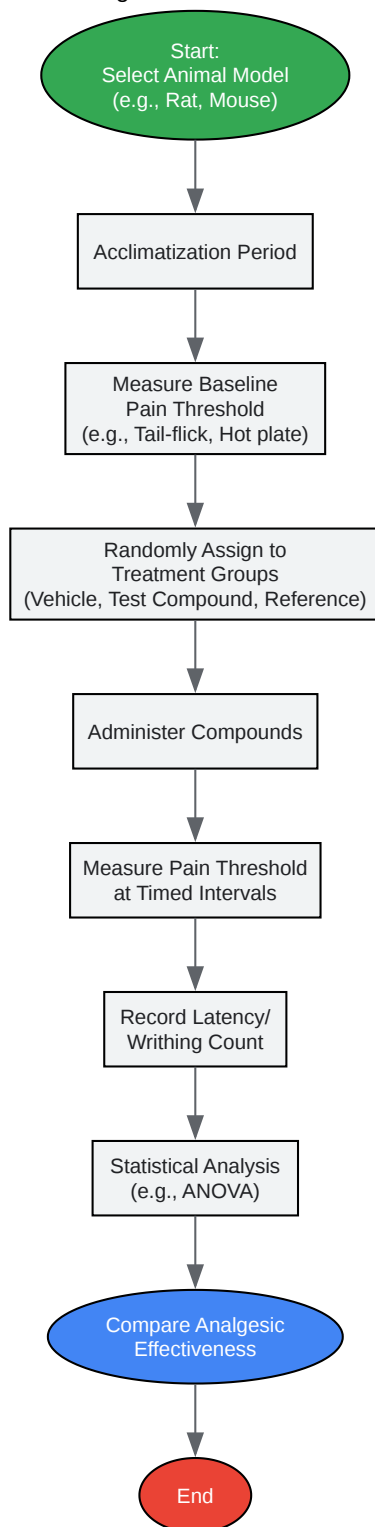 Start:
Select Animal Model
(e.g., Rat, Mouse)
Acclimatization Period
Measure Baseline
Pain Threshold
(e.g., Tail-flick, Hot plate)
Randomly Assign to
Treatment Groups
(Vehicle, Test Compound, Reference)
Administer Compounds
Measure Pain Threshold
at Timed Intervals
Record Latency/
Writhing Count
Statistical Analysis
(e.g., ANOVA)
Compare Analgesic
Effectiveness
End